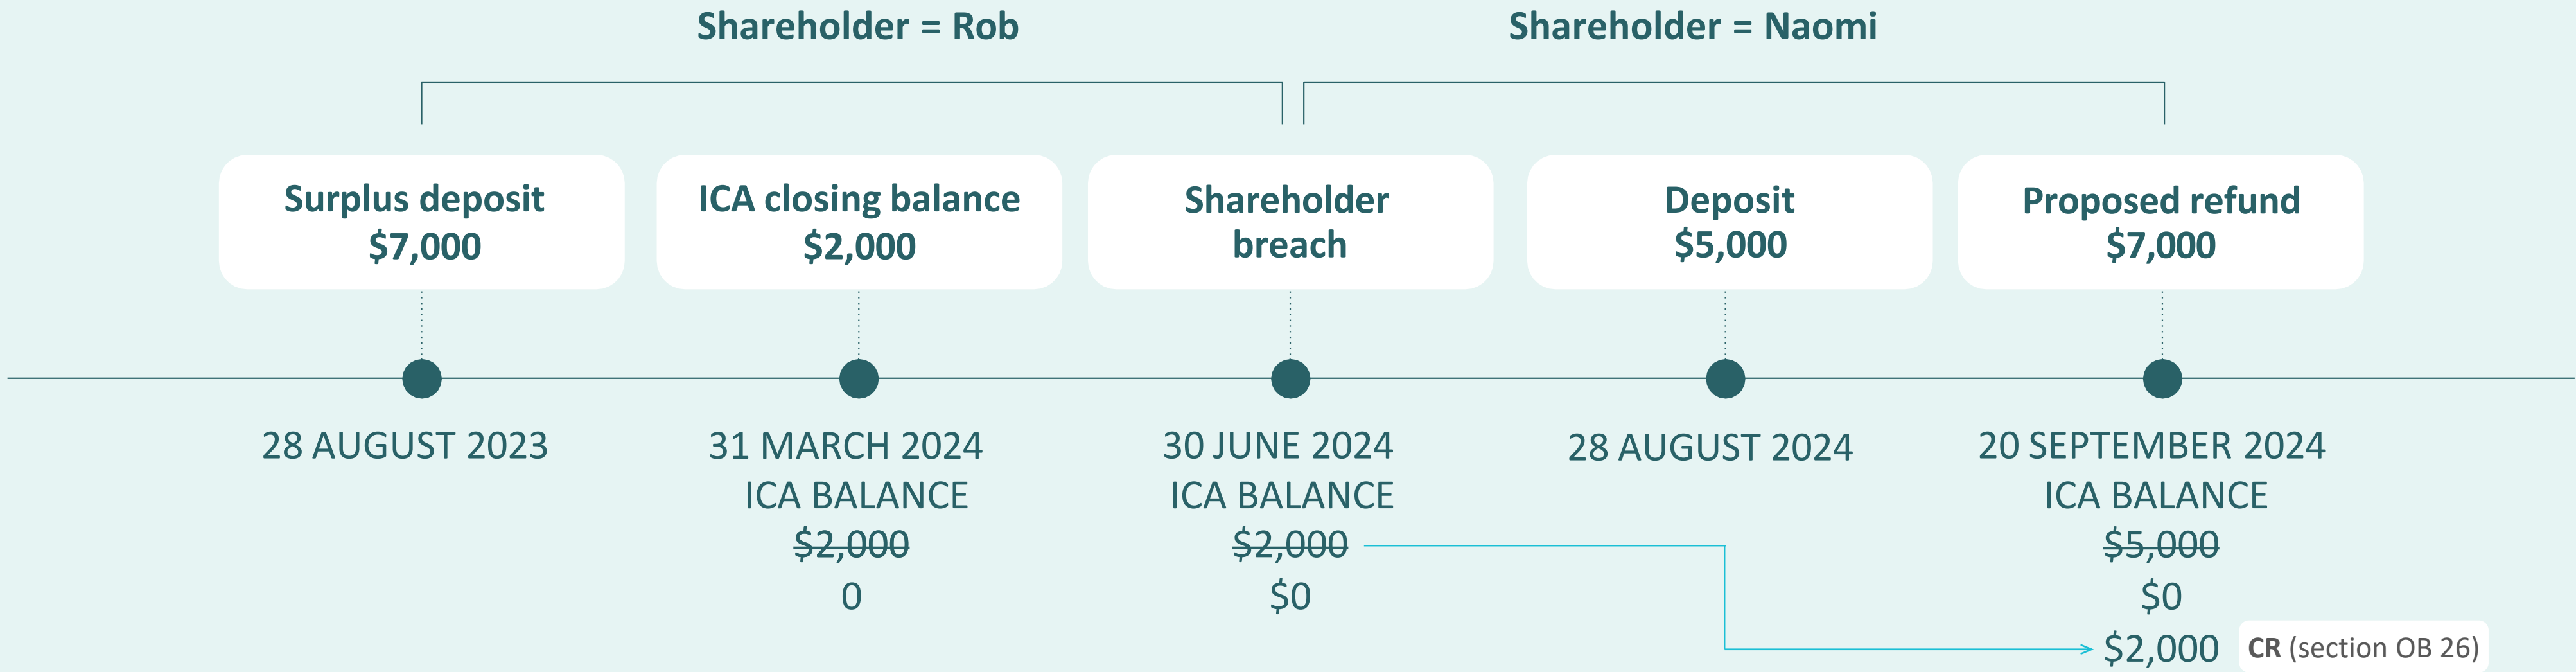 Shareholder = Rob
Shareholder = Naomi
Surplus deposit
$7,000
ICA closing balance
$2,000
Shareholder
breach
Deposit
$5,000
Proposed refund
$7,000
28 AUGUST 2023
31 MARCH 2024
ICA BALANCE
$2,000
0
30 JUNE 2024
ICA BALANCE
$2,000
$0
28 AUGUST 2024
20 SEPTEMBER 2024
ICA BALANCE
$5,000
$0
$2,000
CR (section OB 26)